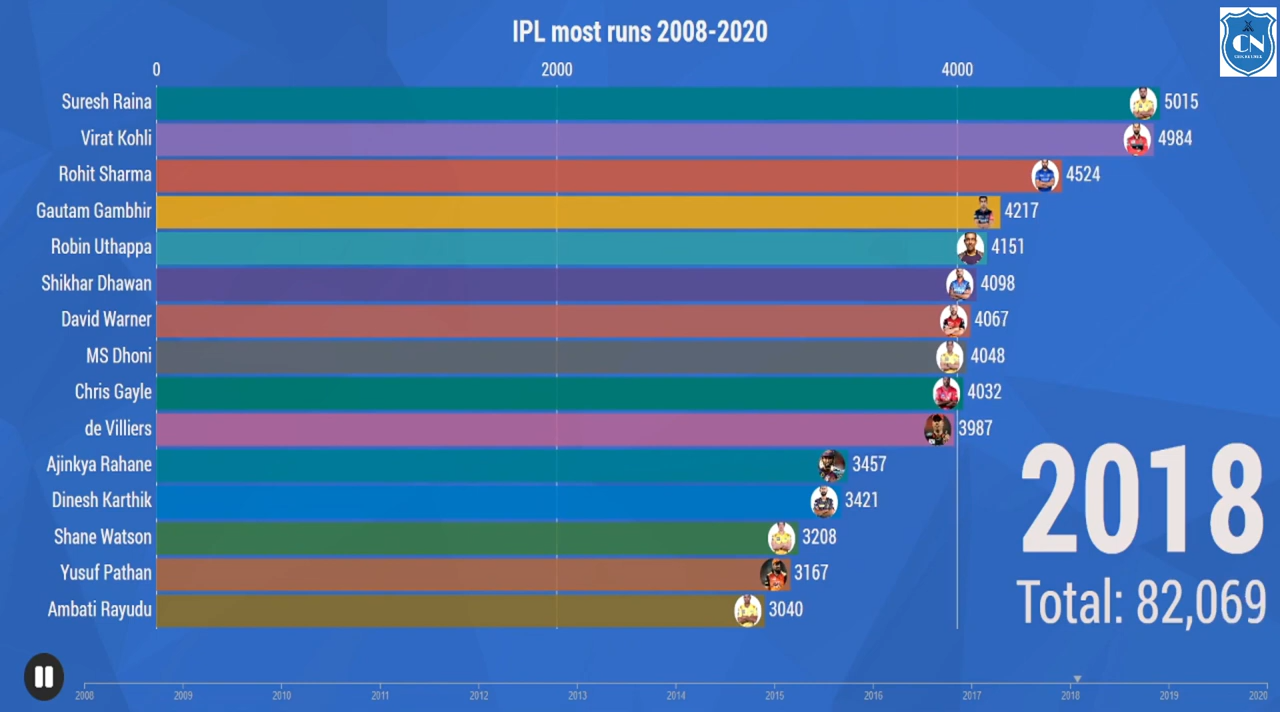 IPL most runs 2008-2020
CN
0 2000 4000
Suresh Raina 5015
Virat Kohli 4984
Rohit Sharma 4524
Gautam Gambhir 4217
Robin Uthappa 4151
Shikhar Dhawan 4098
David Warner 4067
MS Dhoni 4048
Chris Gayle 4032
de Villiers 3987
Ajinkya Rahane 3457
Dinesh Karthik 3421
Shane Watson 3208
Yusuf Pathan 3167
Ambati Rayudu 3040
2018
Total: 82,069
2008 2009 2010 2011 2012 2013 2014 2015 2016 2017 2018 2019 2020